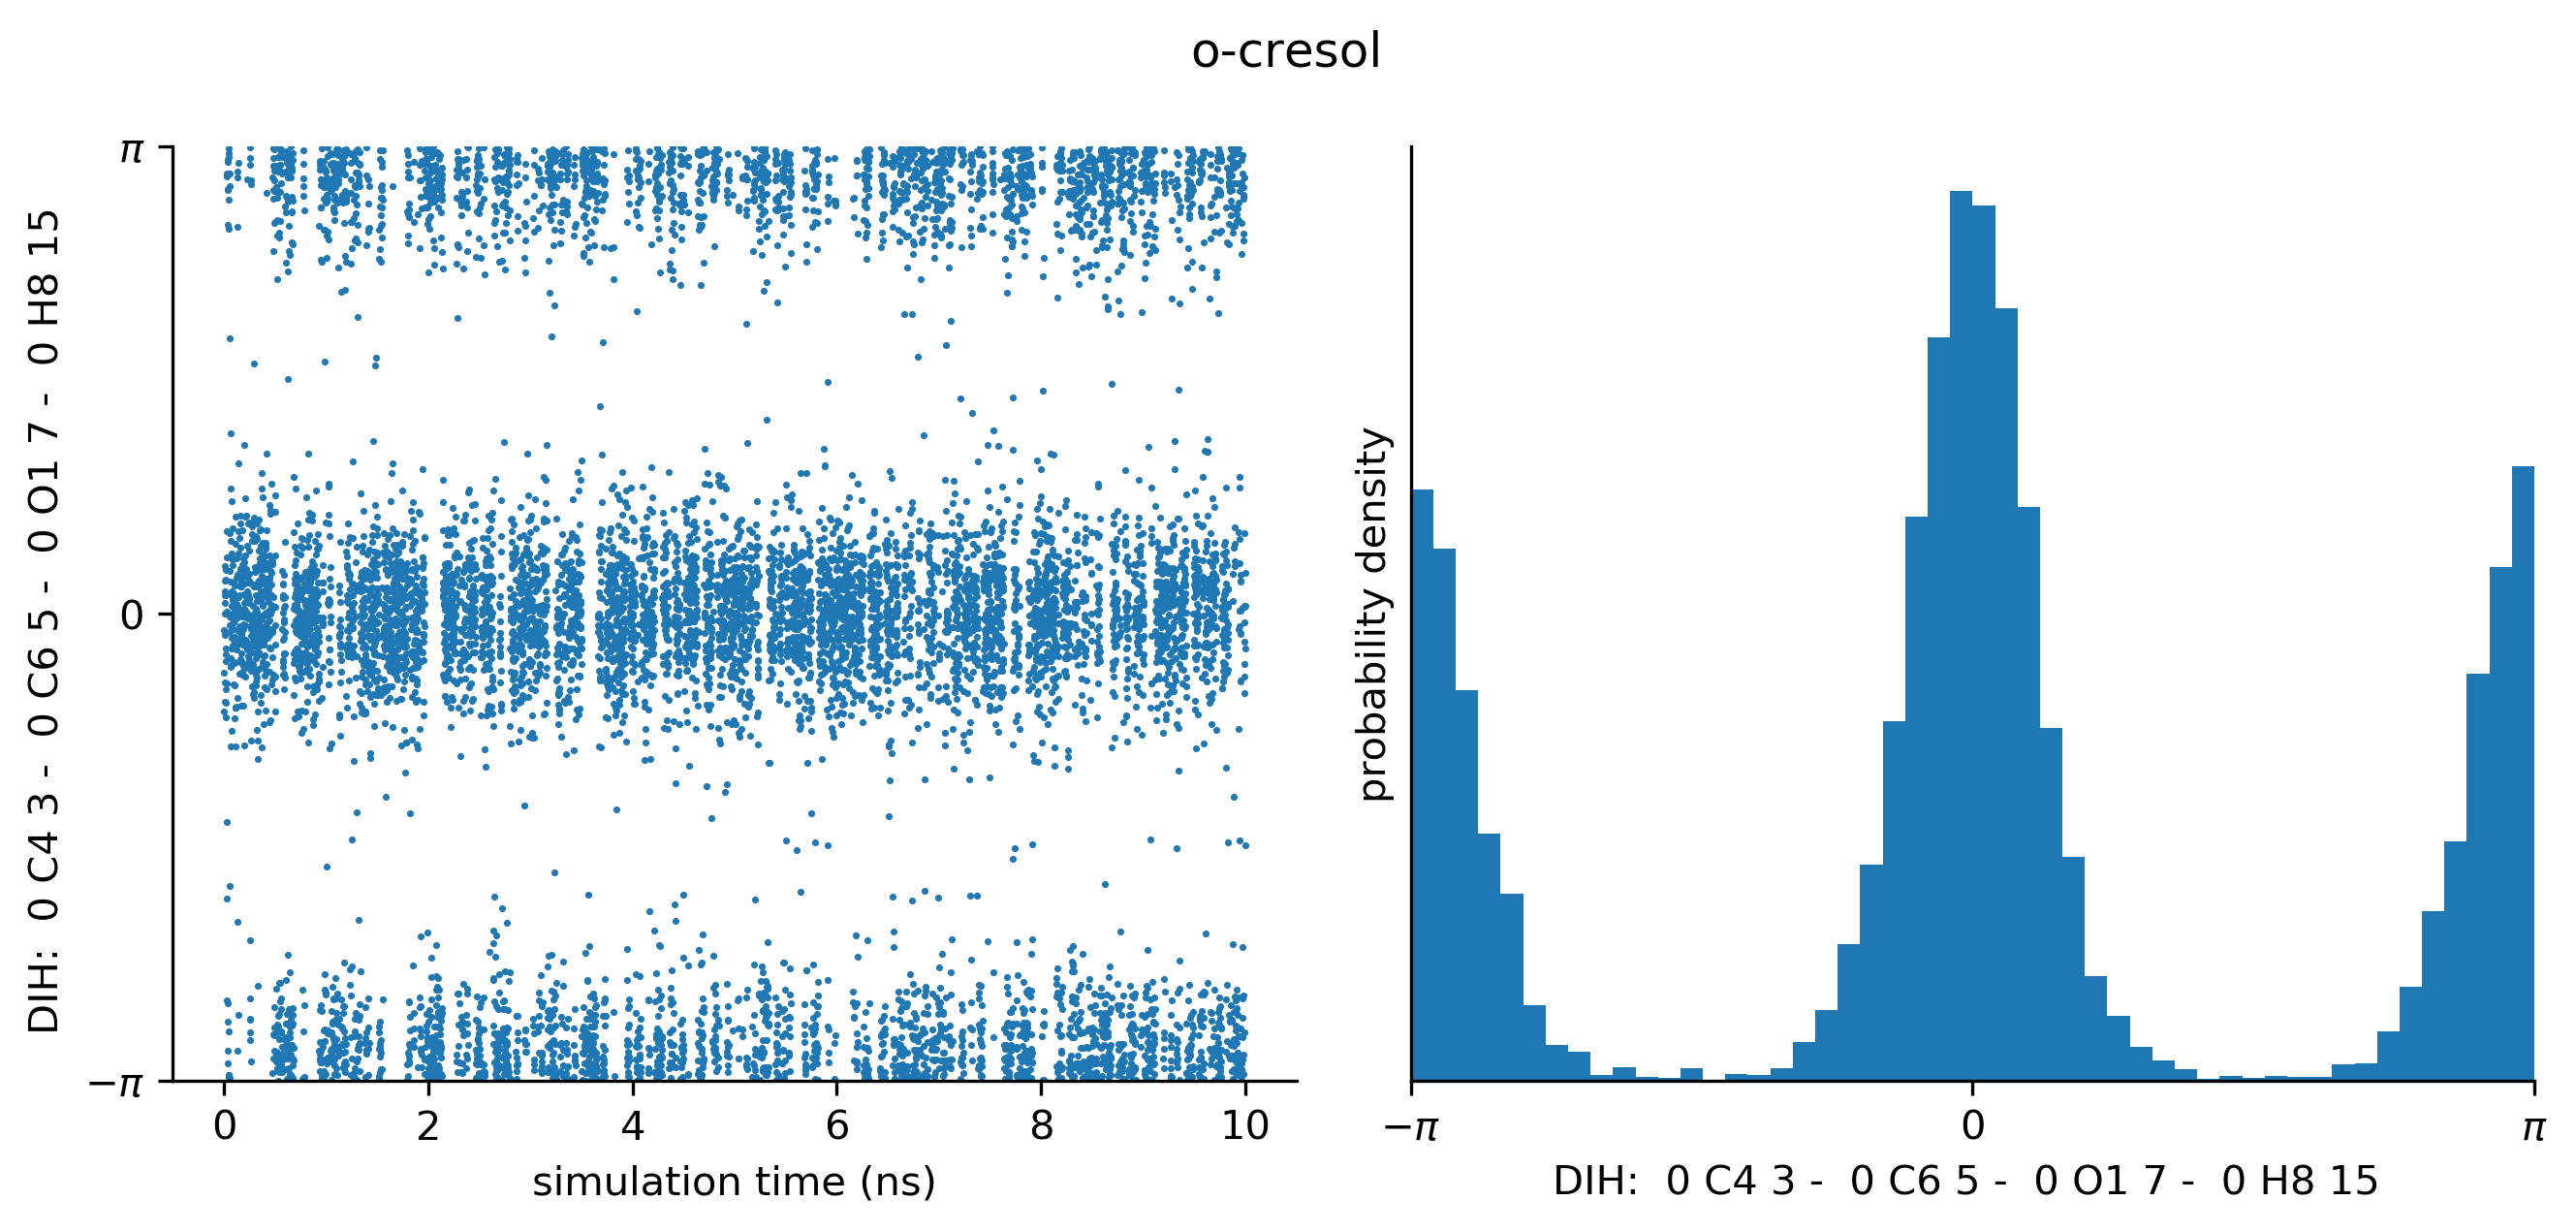 o-cresol
DIH:  0 C4 3 -  0 C6 5 -  0 O1 7 -  0 H8 15
π
0
−π
0 2 4 6 8 10
simulation time (ns)
probability density
−π 0 π
DIH:  0 C4 3 -  0 C6 5 -  0 O1 7 -  0 H8 15